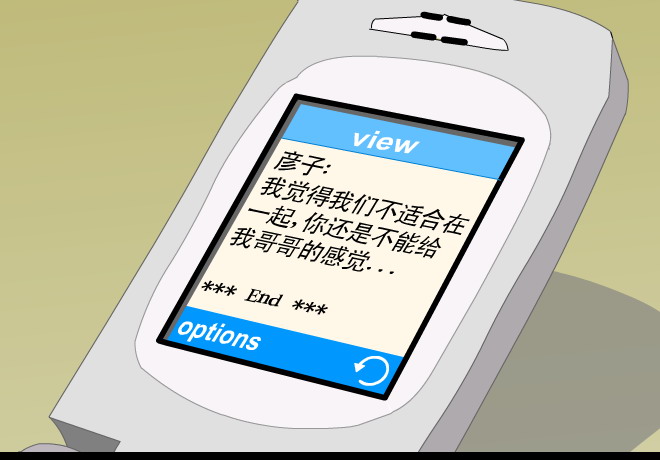 view
彦子:
我觉得我们不适合在
一起,你还是不能给
我哥哥的感觉...
*** End ***
options